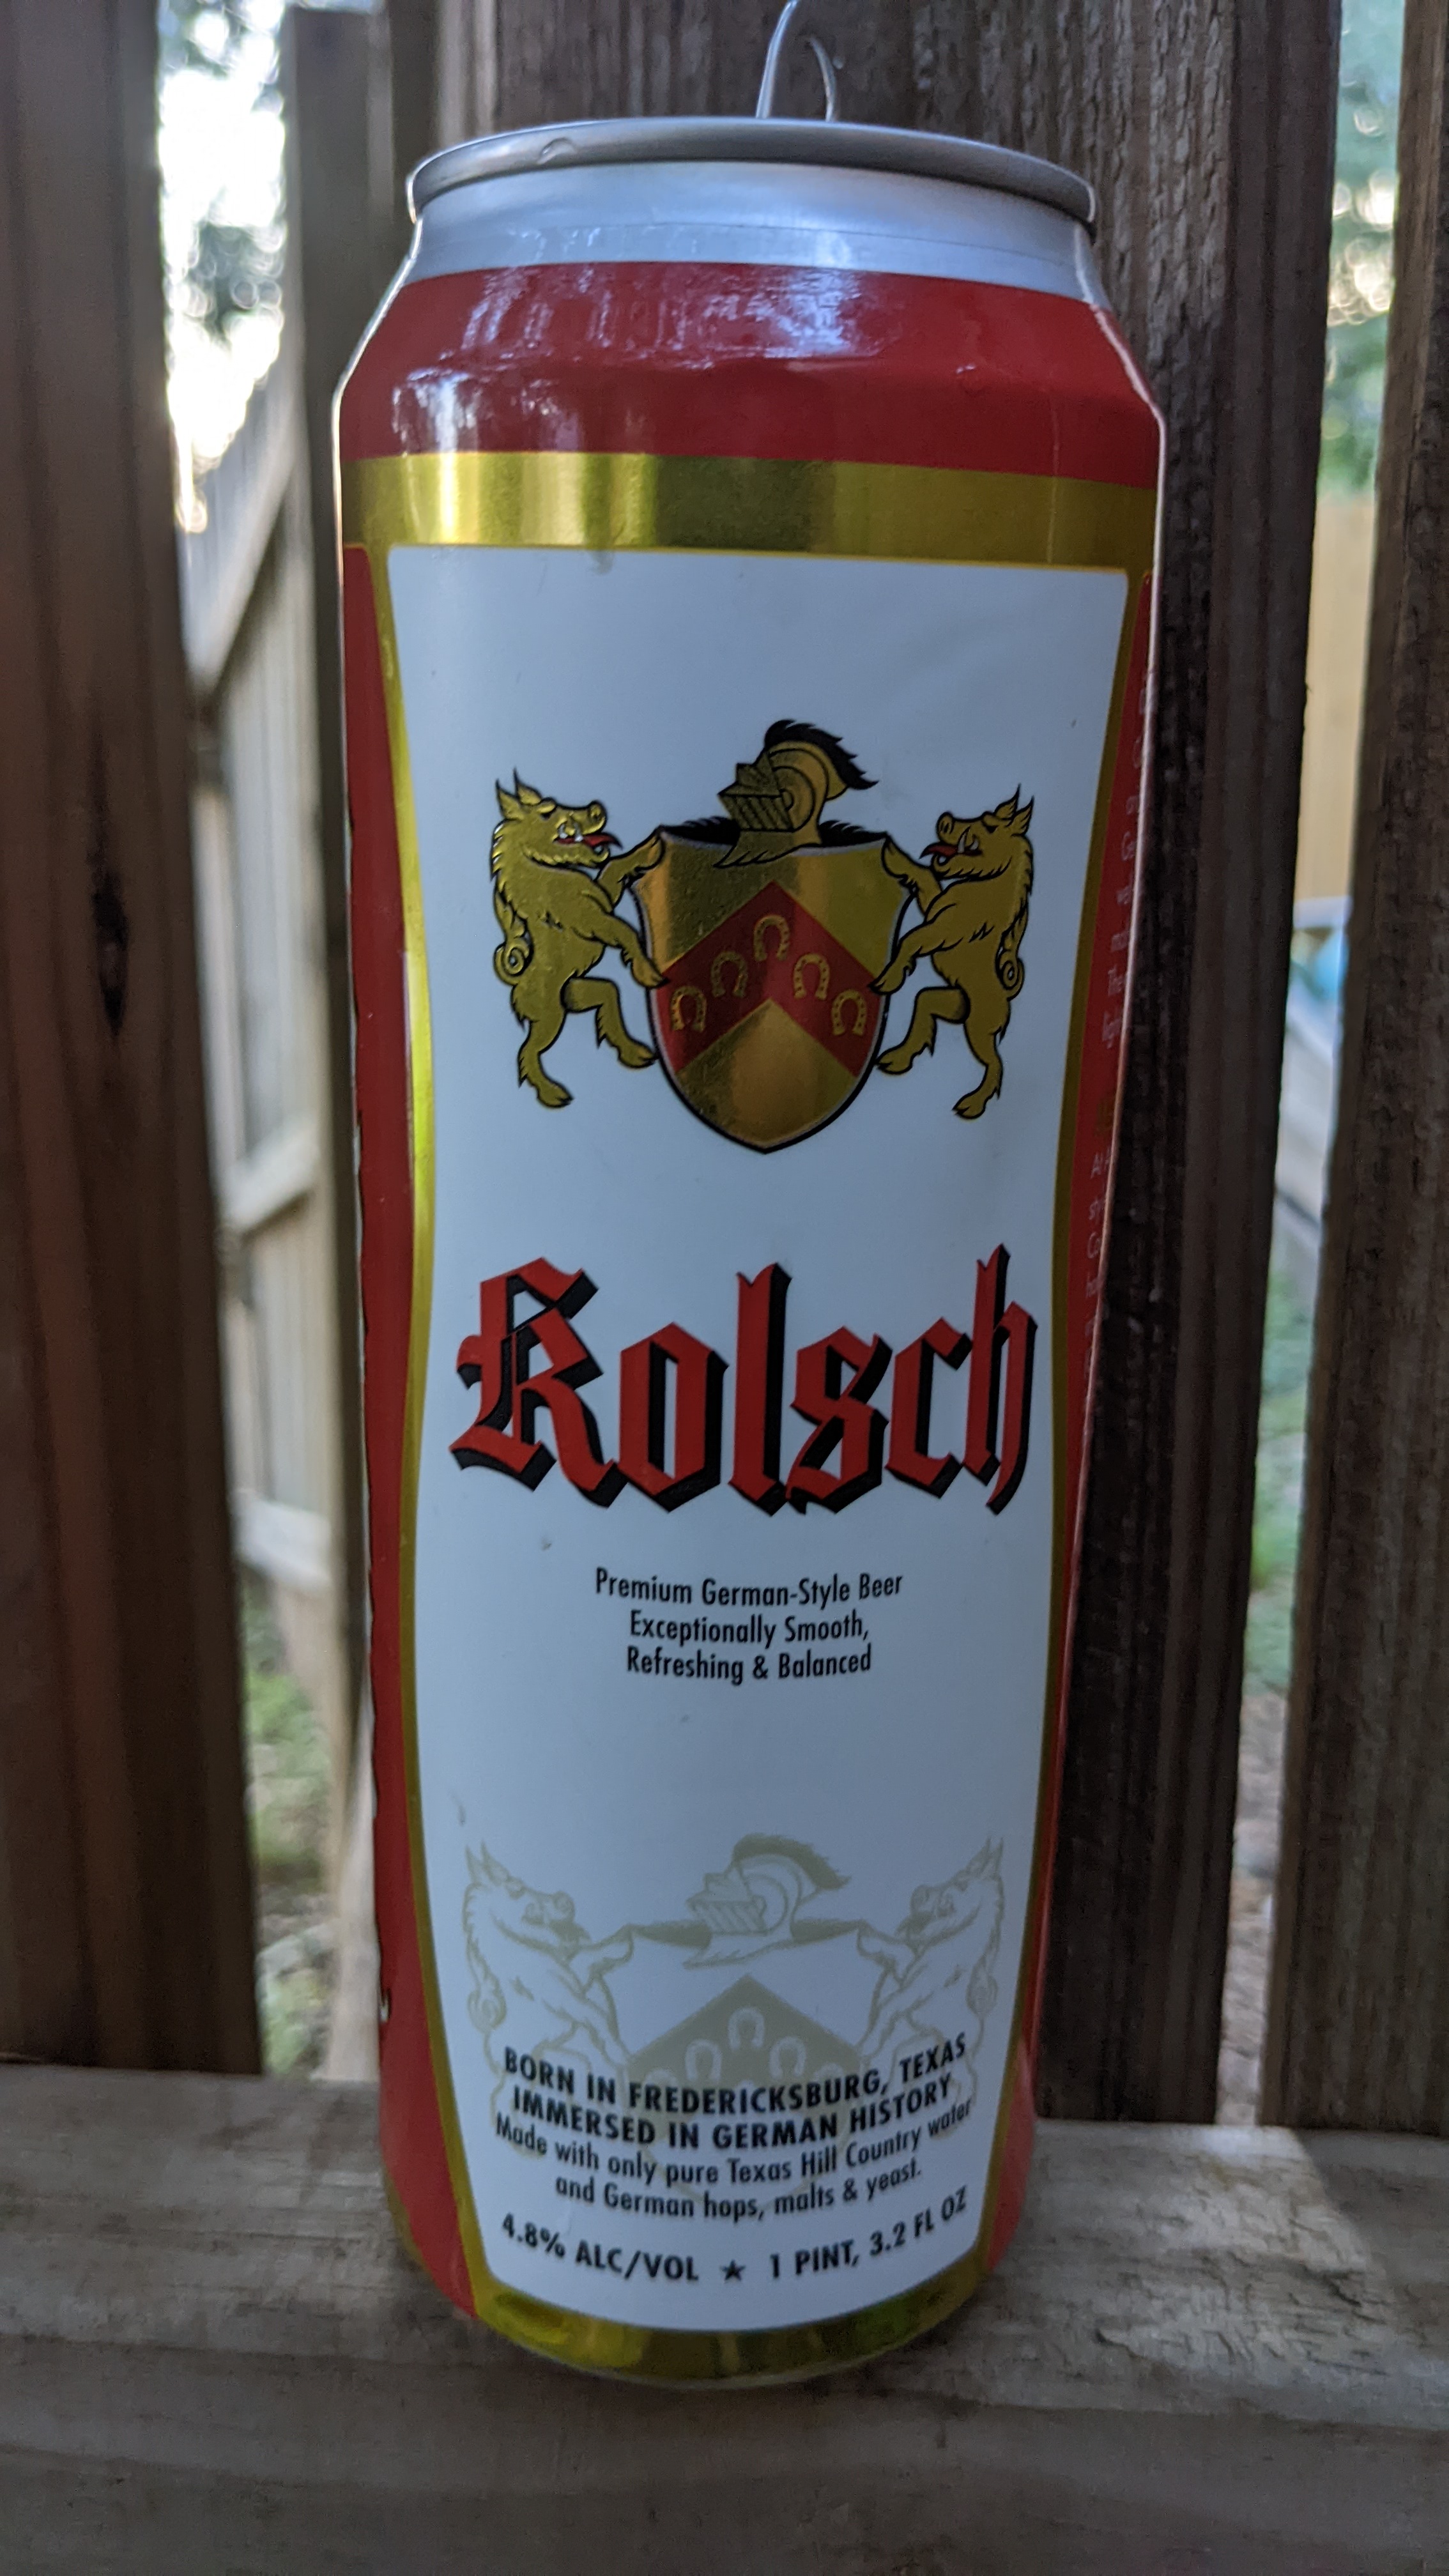 Kolsch
Premium German-Style Beer
Exceptionally Smooth,
Refreshing & Balanced
BORN IN FREDERICKSBURG, TEXAS
IMMERSED IN GERMAN HISTORY
Made with only pure Texas Hill Country water
and German hops, malts & yeast.
4.8% ALC/VOL ★ 1 PINT, 3.2 FL OZ